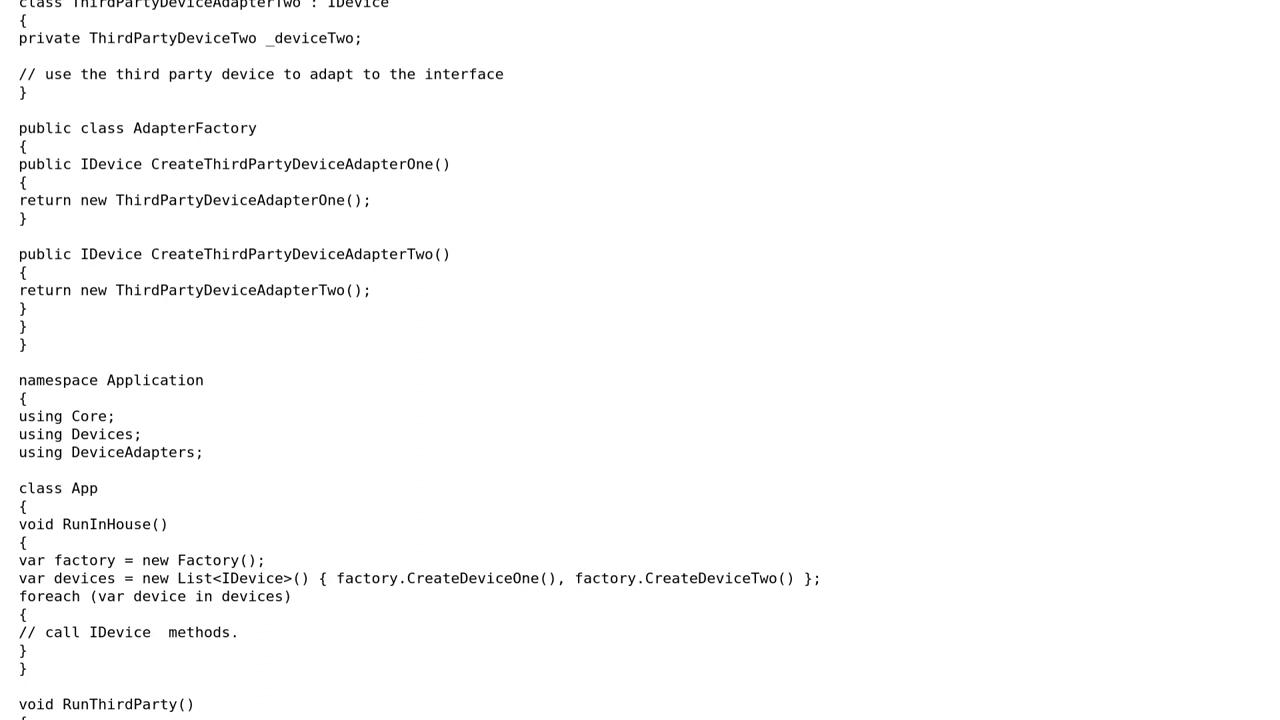 class ThirdPartyDeviceAdapterTwo : IDevice
{
private ThirdPartyDeviceTwo _deviceTwo;
// use the third party device to adapt to the interface
}
public class AdapterFactory
{
public IDevice CreateThirdPartyDeviceAdapterOne()
{
return new ThirdPartyDeviceAdapterOne();
}
public IDevice CreateThirdPartyDeviceAdapterTwo()
{
return new ThirdPartyDeviceAdapterTwo();
}
}
}
namespace Application
{
using Core;
using Devices;
using DeviceAdapters;
class App
{
void RunInHouse()
{
var factory = new Factory();
var devices = new List<IDevice>() { factory.CreateDeviceOne(), factory.CreateDeviceTwo() };
foreach (var device in devices)
{
// call IDevice  methods.
}
}
void RunThirdParty()
{